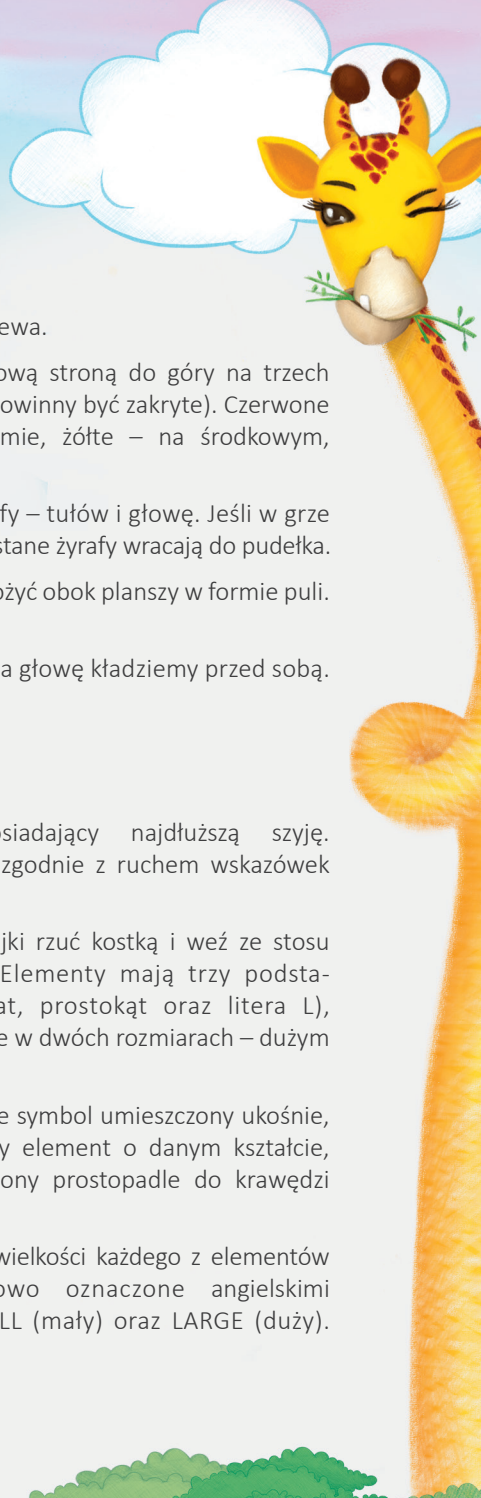 ewa.
ową stroną do góry na trzech
owinny być zakryte). Czerwone
mie, żółte – na środkowym,
fy – tułów i głowę. Jeśli w grze
stane żyrafy wracają do pudełka.
ożyć obok planszy w formie puli.
a głowę kładziemy przed sobą.
osiadający najdłuższą szyję.
zgodnie z ruchem wskazówek
jki rzuć kostką i weź ze stosu
Elementy mają trzy podsta-
at, prostokąt oraz litera L),
e w dwóch rozmiarach – dużym
e symbol umieszczony ukośnie,
y element o danym kształcie,
ony prostopadle do krawędzi
wielkości każdego z elementów
owo oznaczone angielskimi
LL (mały) oraz LARGE (duży).